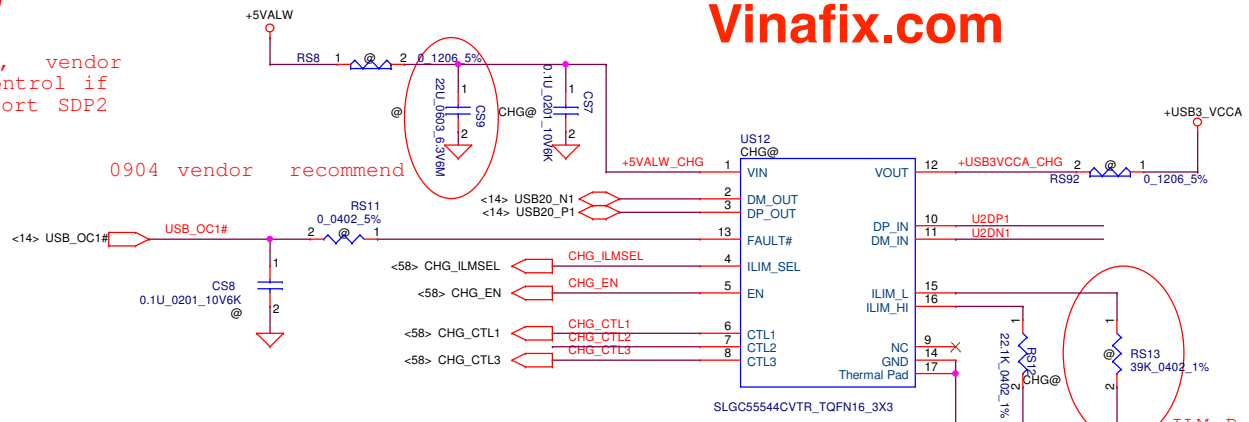 Vinafix.com
+5VALW
, vendor
ontrol if
ort SDP2
RS8 1 @ 2 0_1206_5%
@ 22U_0603_6.3V6M 1 2 CS9 CHG@
0.1U_0201_10V6K 1 2 CS7
+USB3_VCCA
0904 vendor recommend
US12
CHG@
+5VALW_CHG 1 VIN VOUT 12 +USB3VCCA_CHG 2 @ 1
RS92 0_1206_5%
<14> USB20_N1 2 DM_OUT
<14> USB20_P1 3 DP_OUT
DP_IN 10 U2DP1
DM_IN 11 U2DN1
RS11
0_0402_5%
<14> USB_OC1# USB_OC1# 2 @ 1 13 FAULT#
CS8 1
0.1U_0201_10V6K
@ 2
<58> CHG_ILMSEL CHG_ILMSEL 4 ILIM_SEL
<58> CHG_EN CHG_EN 5 EN
ILIM_L 15
ILIM_HI 16
<58> CHG_CTL1 CHG_CTL1 6 CTL1
CHG_CTL2 7 CTL2
<58> CHG_CTL3 CHG_CTL3 8 CTL3
NC 9
GND 14
Thermal Pad 17
22.1K_0402_1% 1 2 RS12 CHG@
1 @ 2 RS13
39K_0402_1%
SLGC55544CVTR_TQFN16_3X3